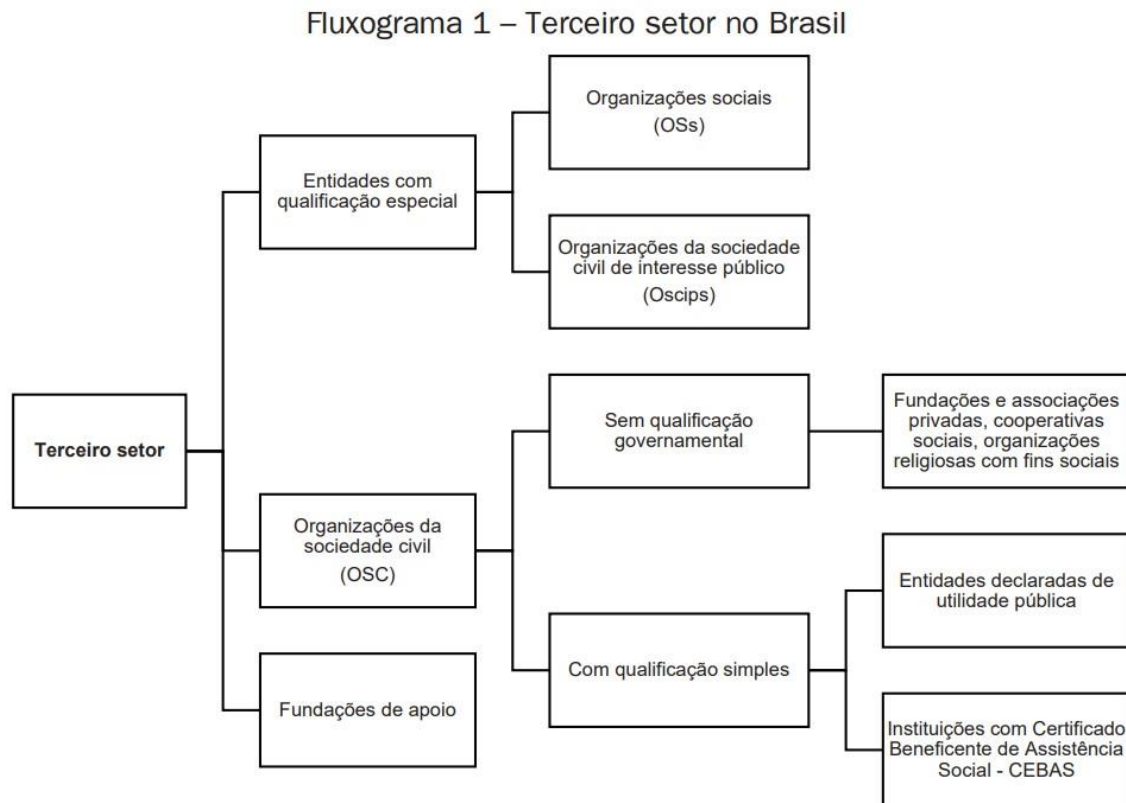 Fluxograma 1 – Terceiro setor no Brasil
Organizações sociais
(OSs)
Entidades com
qualificação especial
Organizações da sociedade
civil de interesse público
(Oscips)
Terceiro setor
Sem qualificação
governamental
Fundações e associações
privadas, cooperativas
sociais, organizações
religiosas com fins sociais
Organizações da
sociedade civil
(OSC)
Entidades declaradas de
utilidade pública
Com qualificação simples
Fundações de apoio
Instituições com Certificado
Beneficente de Assistência
Social - CEBAS